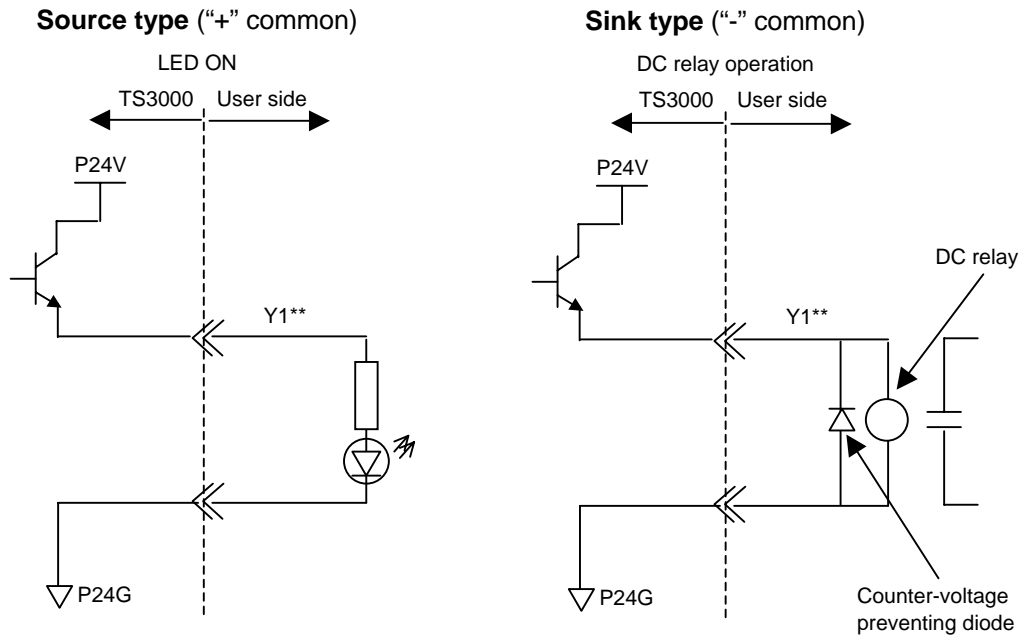 Source type (“+” common)
LED ON
TS3000 User side
P24V
Y1**
P24G
Sink type (“-” common)
DC relay operation
TS3000 User side
P24V
DC relay
Y1**
P24G
Counter-voltage
preventing diode